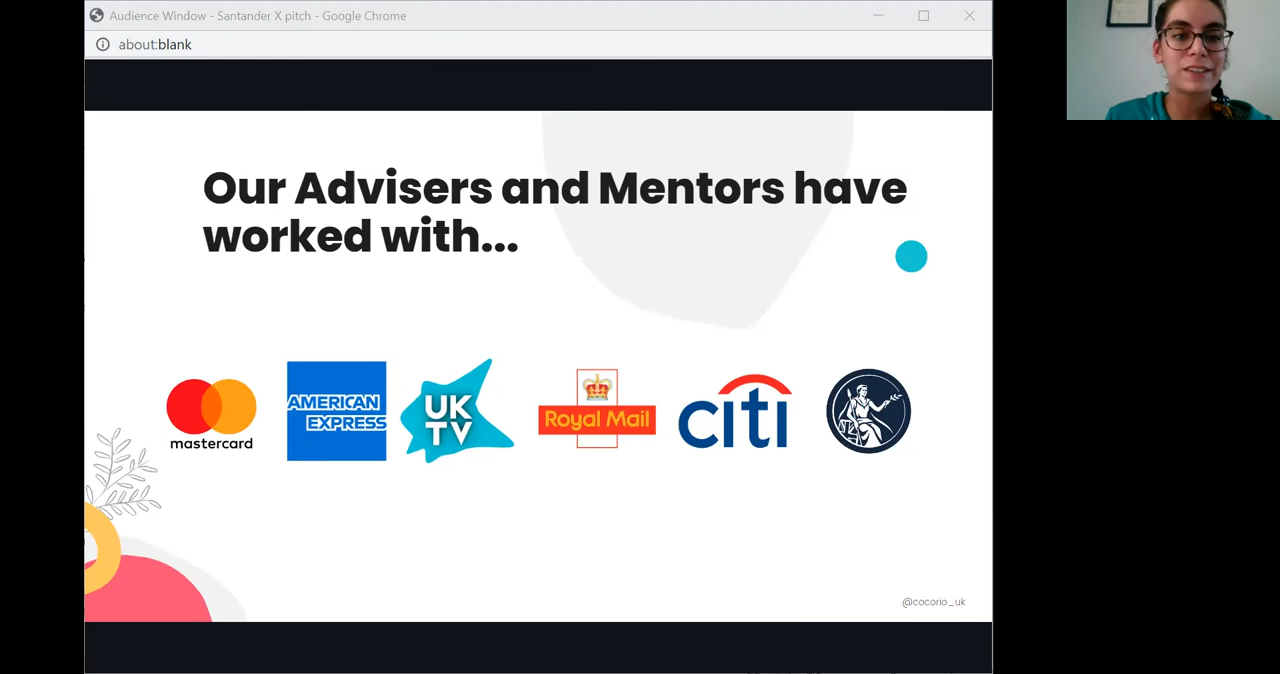 Audience Window - Santander X pitch - Google Chrome
about:blank
Our Advisers and Mentors have
worked with...
mastercard
AMERICAN
EXPRESS
UK
TV
Royal Mail
citi
@cocorio_uk